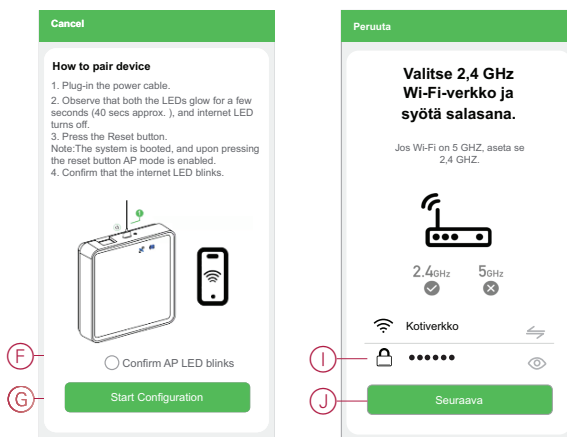 Cancel
How to pair device
1. Plug-in the power cable.
2. Observe that both the LEDs glow for a few
seconds (40 secs approx. ), and internet LED
turns off.
3. Press the Reset button.
Note:The system is booted, and upon pressing
the reset button AP mode is enabled.
4. Confirm that the internet LED blinks.
F
Confirm AP LED blinks
G
Start Configuration
Peruuta
Valitse 2,4 GHz
Wi-Fi-verkko ja
syötä salasana.
Jos Wi-Fi on 5 GHZ, aseta se
2,4 GHZ.
2.4GHz 5GHz
Kotiverkko
I ••••••
J
Seuraava